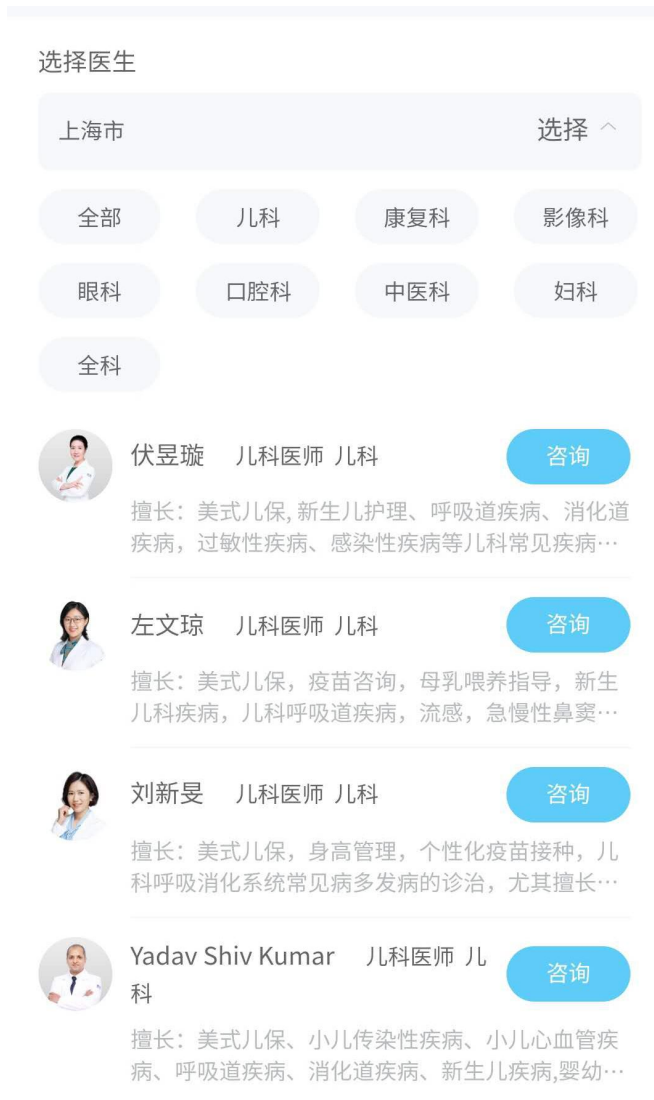 选择医生
上海市 选择
全部 儿科 康复科 影像科
眼科 口腔科 中医科 妇科
全科
伏昱璇 儿科医师 儿科 咨询
擅长：美式儿保,新生儿护理、呼吸道疾病、消化道
疾病，过敏性疾病、感染性疾病等儿科常见疾病…
左文琼 儿科医师 儿科 咨询
擅长：美式儿保，疫苗咨询，母乳喂养指导，新生
儿科疾病，儿科呼吸道疾病，流感，急慢性鼻窦…
刘新旻 儿科医师 儿科 咨询
擅长：美式儿保，身高管理，个性化疫苗接种，儿
科呼吸消化系统常见病多发病的诊治，尤其擅长…
Yadav Shiv Kumar 儿科医师 儿
科 咨询
擅长：美式儿保、小儿传染性疾病、小儿心血管疾
病、呼吸道疾病、消化道疾病、新生儿疾病,婴幼…